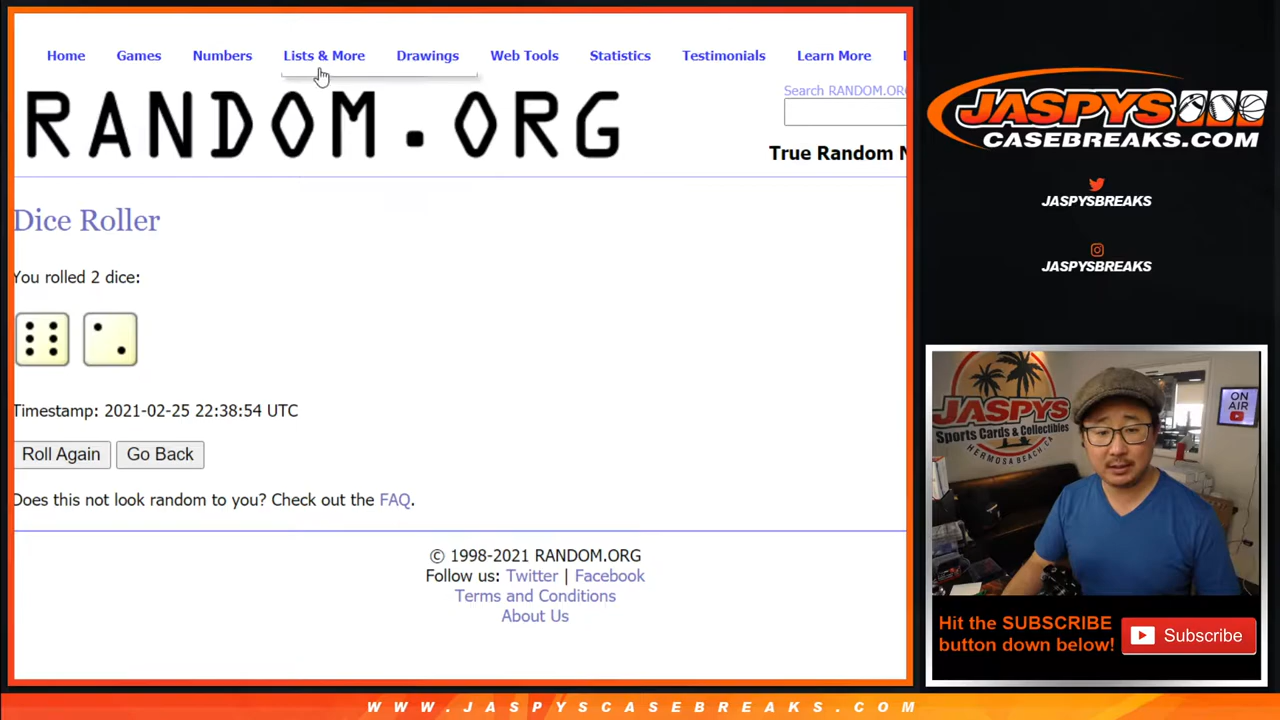 Home Games Numbers Lists & More Drawings Web Tools Statistics Testimonials Learn More
Search RANDOM.ORG
RANDOM.ORG
True Random N
Dice Roller
You rolled 2 dice:
Timestamp: 2021-02-25 22:38:54 UTC
Roll Again Go Back
Does this not look random to you? Check out the FAQ.
© 1998-2021 RANDOM.ORG
Follow us: Twitter | Facebook
Terms and Conditions
About Us
JASPYS
CASEBREAKS.COM
JASPYSBREAKS
JASPYSBREAKS
JASPYS
Sports Cards & Collectibles
HERMOSA BEACH, CA
ON
AIR
Hit the SUBSCRIBE
button down below!
Subscribe
WWW.JASPYSCASEBREAKS.COM